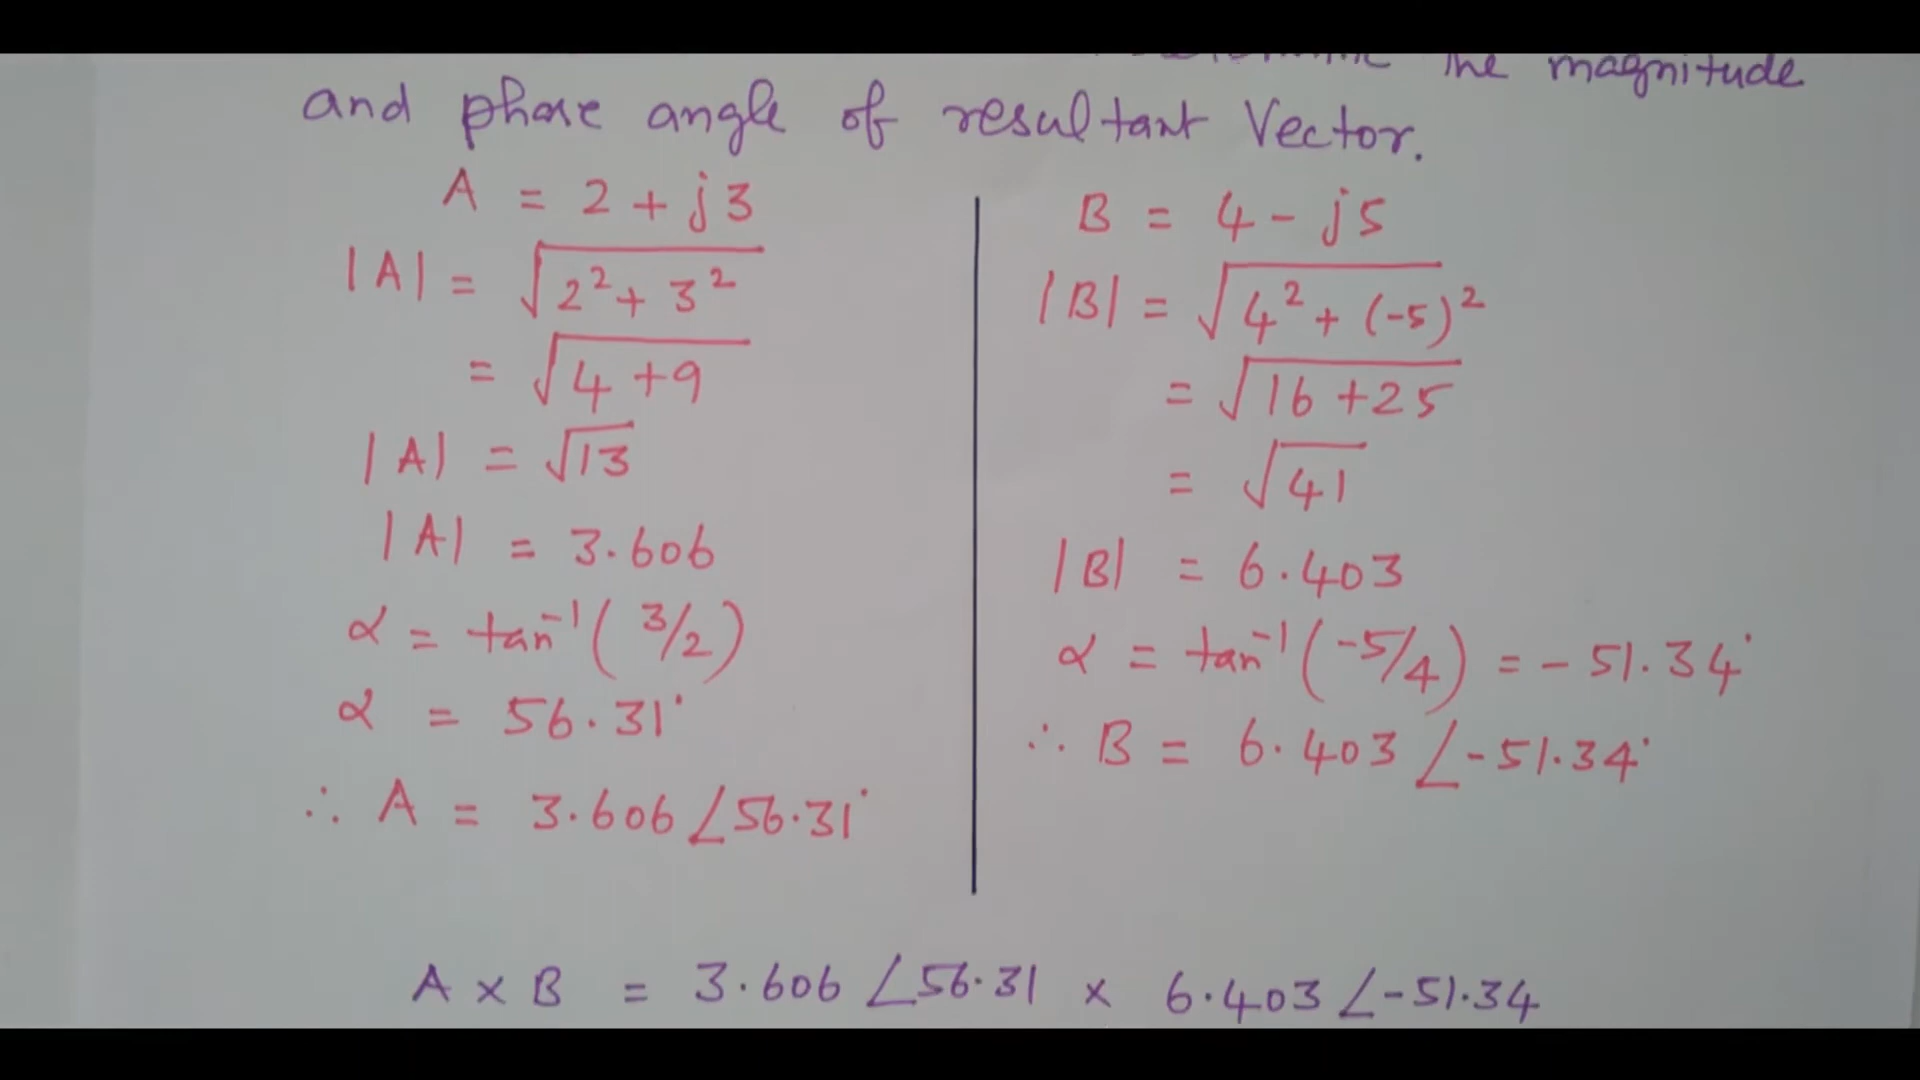 the magnitude
and phase angle of resultant Vector.
A = 2 + j3
|A| = √2² + 3²
= √4 + 9
|A| = √13
|A| = 3.606
α = tan⁻¹(3/2)
α = 56.31°
∴ A = 3.606 ∠56.31°
B = 4 - j5
|B| = √4² + (-5)²
= √16 + 25
= √41
|B| = 6.403
α = tan⁻¹(-5/4) = -51.34°
∴ B = 6.403 ∠-51.34°
A × B = 3.606 ∠56.31 × 6.403 ∠-51.34